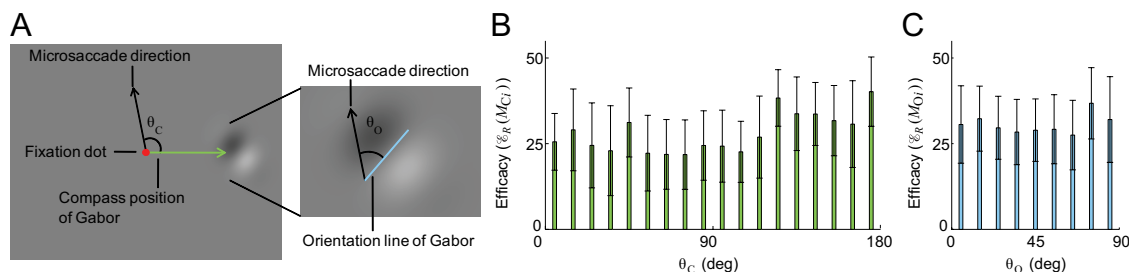 A
Microsaccade direction
θC
Fixation dot
Compass position
of Gabor
Microsaccade direction
θO
Orientation line of Gabor
B
Efficacy (ℰR (MCi))
50
25
0
0
90
180
θC (deg)
C
Efficacy (ℰR (MOi))
50
25
0
0
45
90
θO (deg)